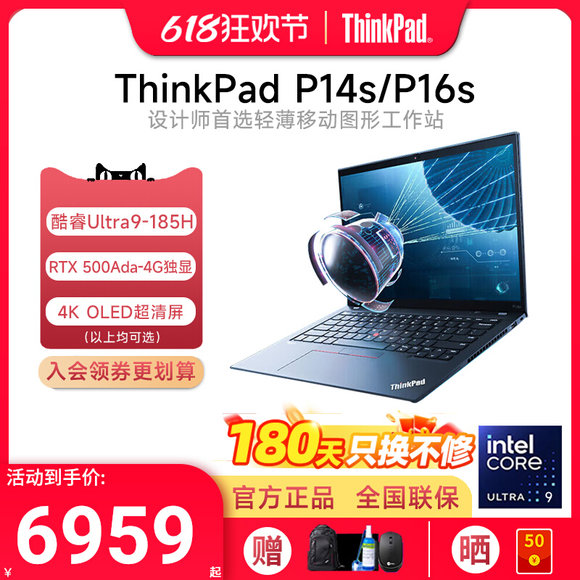 618狂欢节 ThinkPad
ThinkPad P14s/P16s
设计师首选轻薄移动图形工作站
酷睿Ultra9-185H
RTX 500Ada-4G独显
4K OLED超清屏
(以上均可选)
入会领券更划算
ThinkPad
180天只换不修
intel
CORE
ULTRA 9
活动到手价:
官方正品 全国联保
¥6959起
赠
晒
50
¥